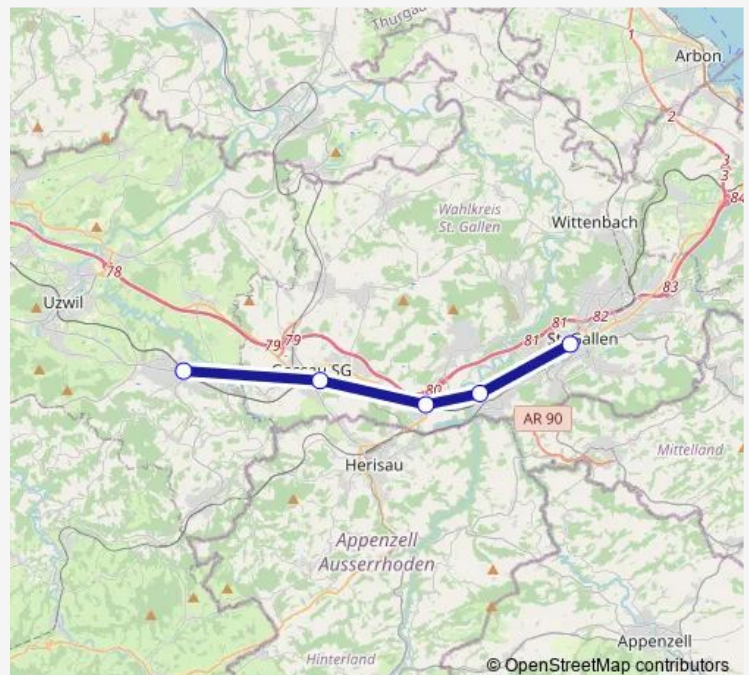 Thurgau
1
Arbon
2
3
3
84
Wahlkreis
St. Gallen
Wittenbach
78
83
Uzwil
82
81
81
79
79
St. Gallen
Gossau SG
80
AR 90
Herisau
Mittelland
Appenzell
Ausserrhoden
Appenzell
Hinterland
© OpenStreetMap contributors